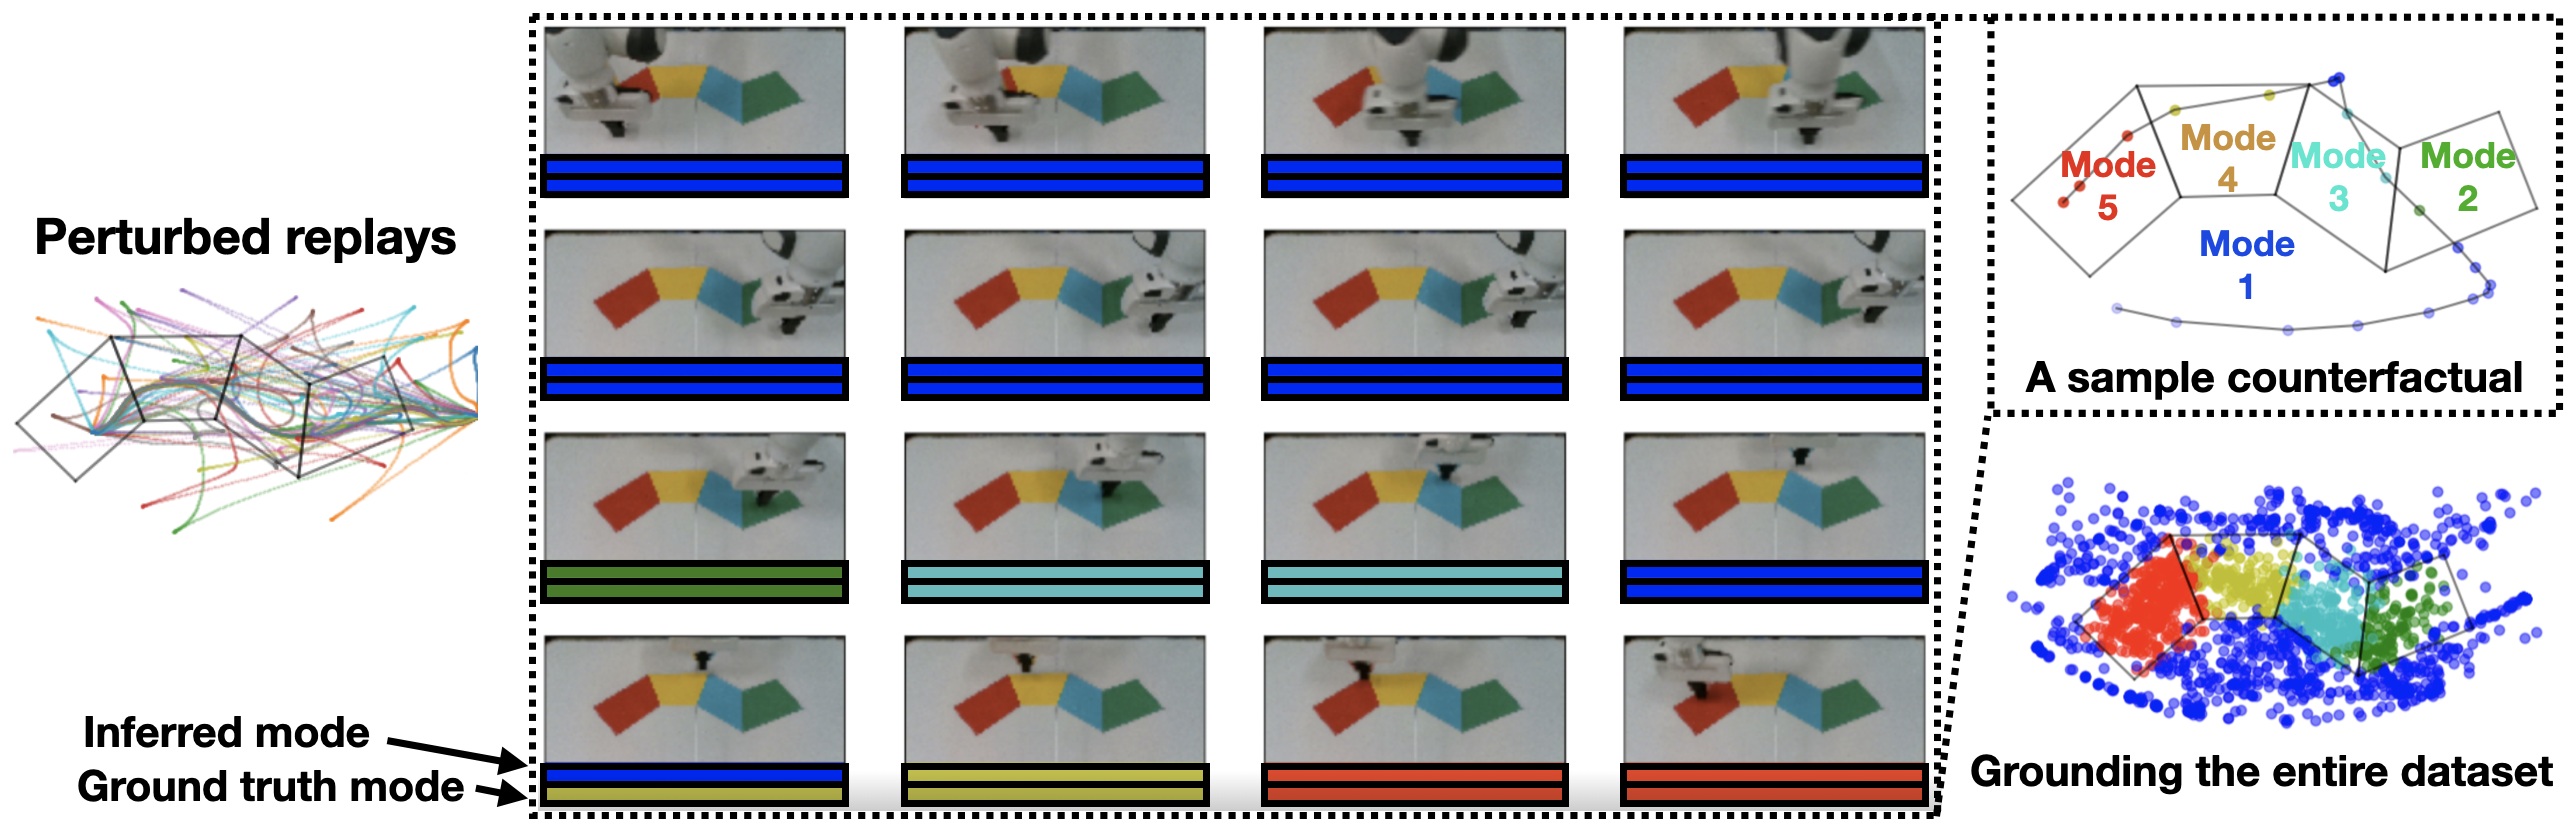 Perturbed replays
Inferred mode
Ground truth mode
Mode
5
Mode
4
Mode
3
Mode
2
Mode
1
A sample counterfactual
Grounding the entire dataset